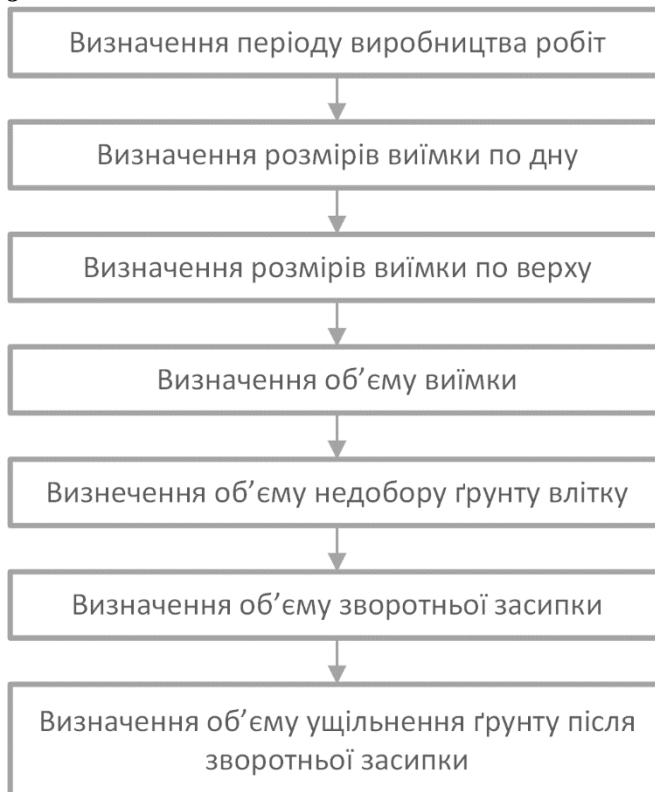 Визначення періоду виробництва робіт
Визначення розмірів виїмки по дну
Визначення розмірів виїмки по верху
Визначення об’єму виїмки
Визнечення об’єму недобору ґрунту влітку
Визначення об’єму зворотньої засипки
Визначення об’єму ущільнення ґрунту після
зворотньої засипки